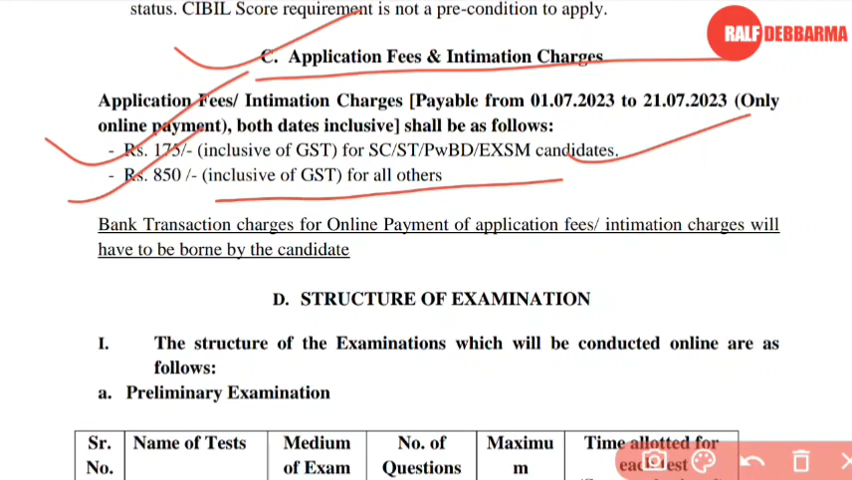 status. CIBIL Score requirement is not a pre-condition to apply.
RALF DEBBARMA
C. Application Fees & Intimation Charges
Application Fees/ Intimation Charges [Payable from 01.07.2023 to 21.07.2023 (Only
online payment), both dates inclusive] shall be as follows:
- Rs. 175/- (inclusive of GST) for SC/ST/PwBD/EXSM candidates.
- Rs. 850 /- (inclusive of GST) for all others
Bank Transaction charges for Online Payment of application fees/ intimation charges will
have to be borne by the candidate
D. STRUCTURE OF EXAMINATION
I. The structure of the Examinations which will be conducted online are as
follows:
a. Preliminary Examination
Sr. Name of Tests Medium No. of Maximu Time allotted for
No. of Exam Questions m each Test